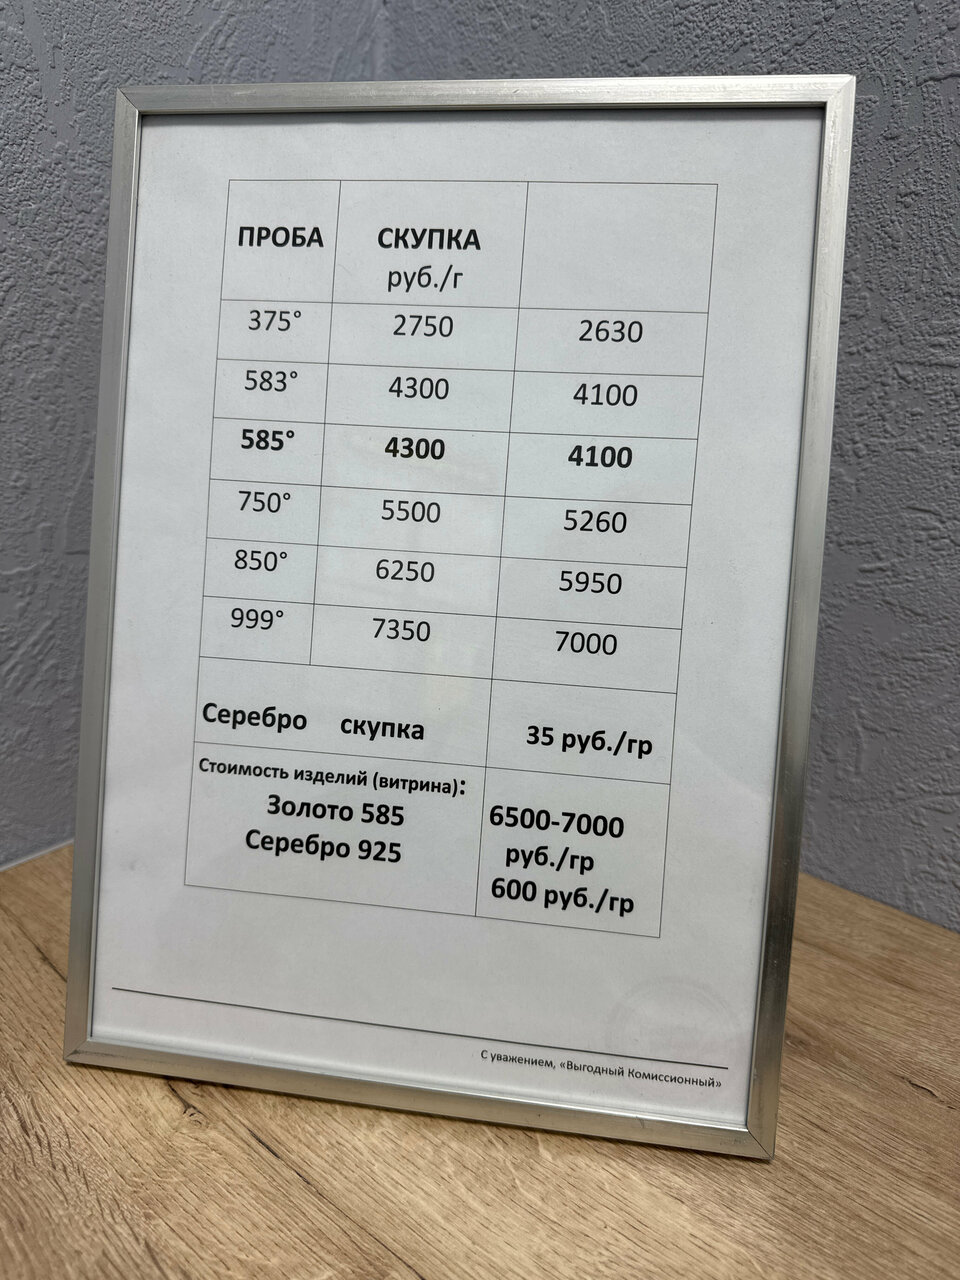 ПРОБА СКУПКА
руб./г
375° 2750 2630
583° 4300 4100
585° 4300 4100
750° 5500 5260
850° 6250 5950
999° 7350 7000
Серебро скупка 35 руб./гр
Стоимость изделий (витрина):
Золото 585
Серебро 925
6500-7000
руб./гр
600 руб./гр
С уважением, «Выгодный Комиссионный»